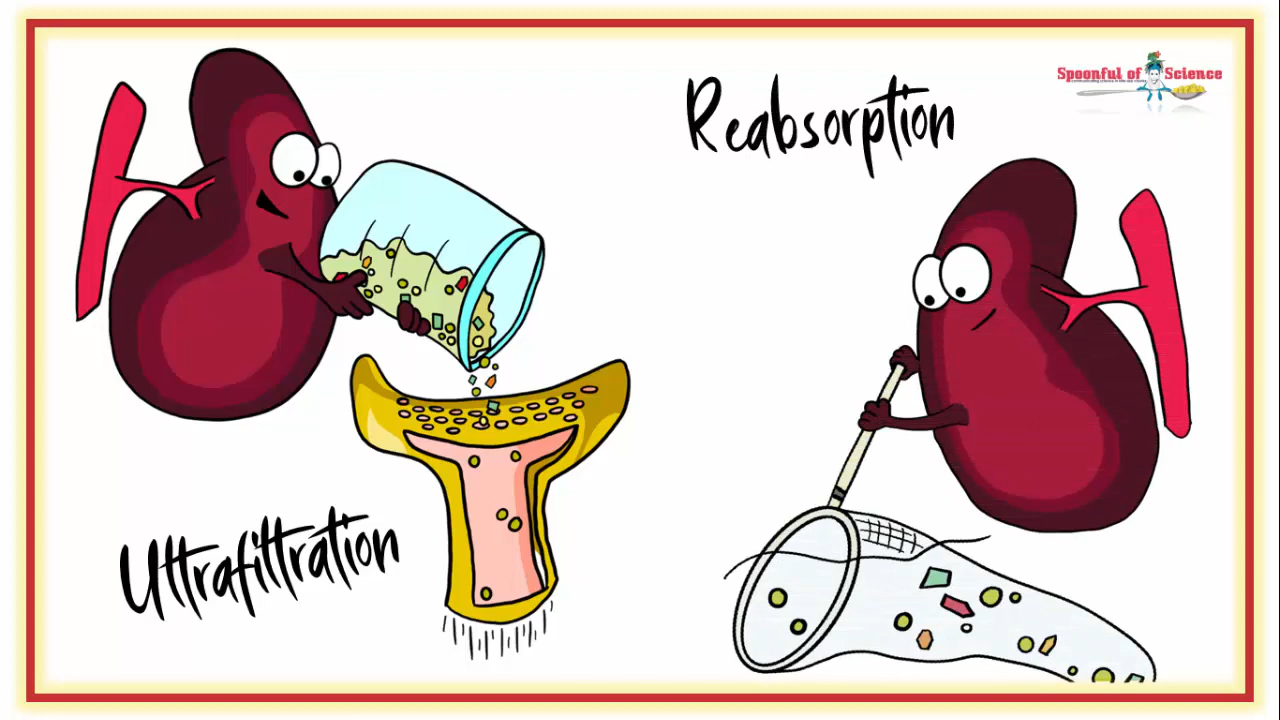 Reabsorption
Spoonful of Science
Ultrafiltration